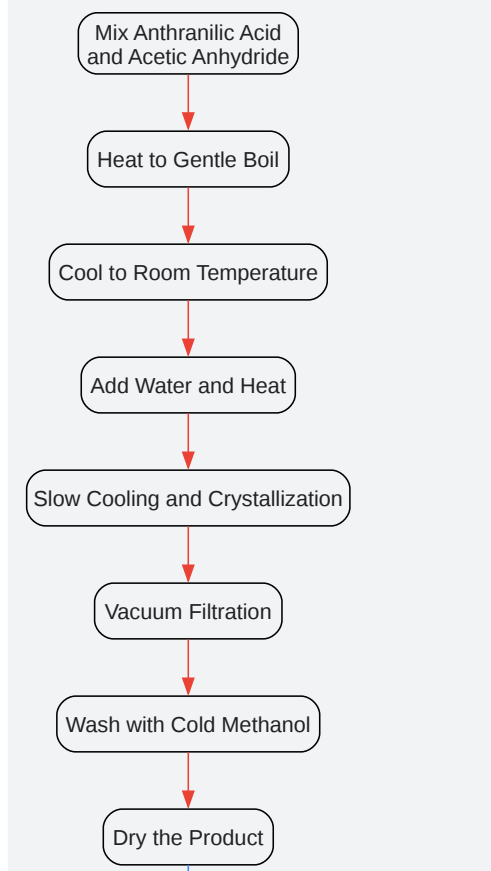 Mix Anthranilic Acid
and Acetic Anhydride
Heat to Gentle Boil
Cool to Room Temperature
Add Water and Heat
Slow Cooling and Crystallization
Vacuum Filtration
Wash with Cold Methanol
Dry the Product